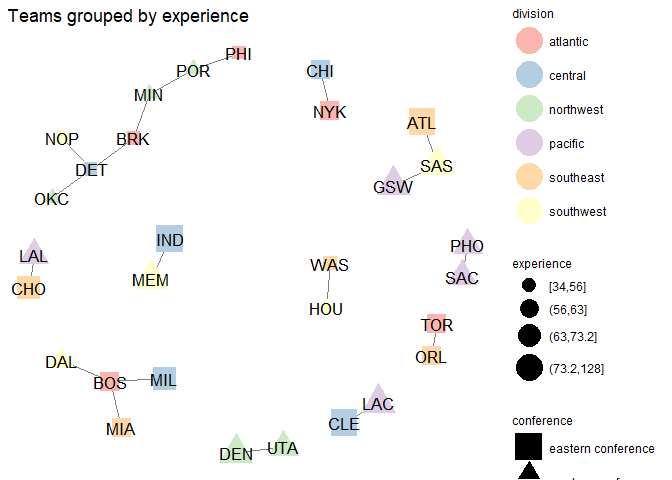 Teams grouped by experience
PHI
POR
MIN
BRK
NOP
DET
OKC
CHI
NYK
ATL
SAS
GSW
LAL
CHO
IND
MEM
WAS
HOU
PHO
SAC
TOR
ORL
DAL
BOS
MIL
MIA
LAC
CLE
DEN
UTA
division
atlantic
central
northwest
pacific
southeast
southwest
experience
[34,56]
(56,63]
(63,73.2]
(73.2,128]
conference
eastern conference